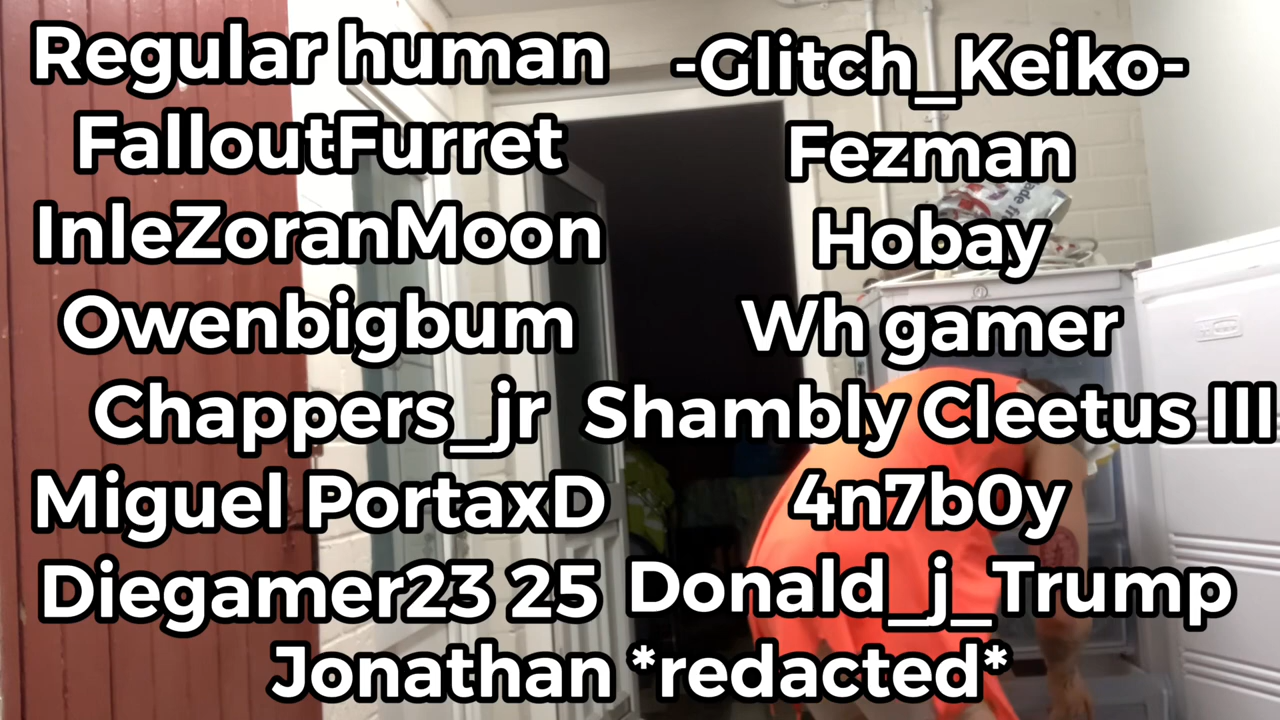 Regular human
FalloutFurret
InleZoranMoon
Owenbigbum
Chappers_jr
Miguel PortaxD
Diegamer23 25
-Glitch_Keiko-
Fezman
Hobay
Wh gamer
Shambly Cleetus III
4n7b0y
Donald_j_Trump
Jonathan *redacted*